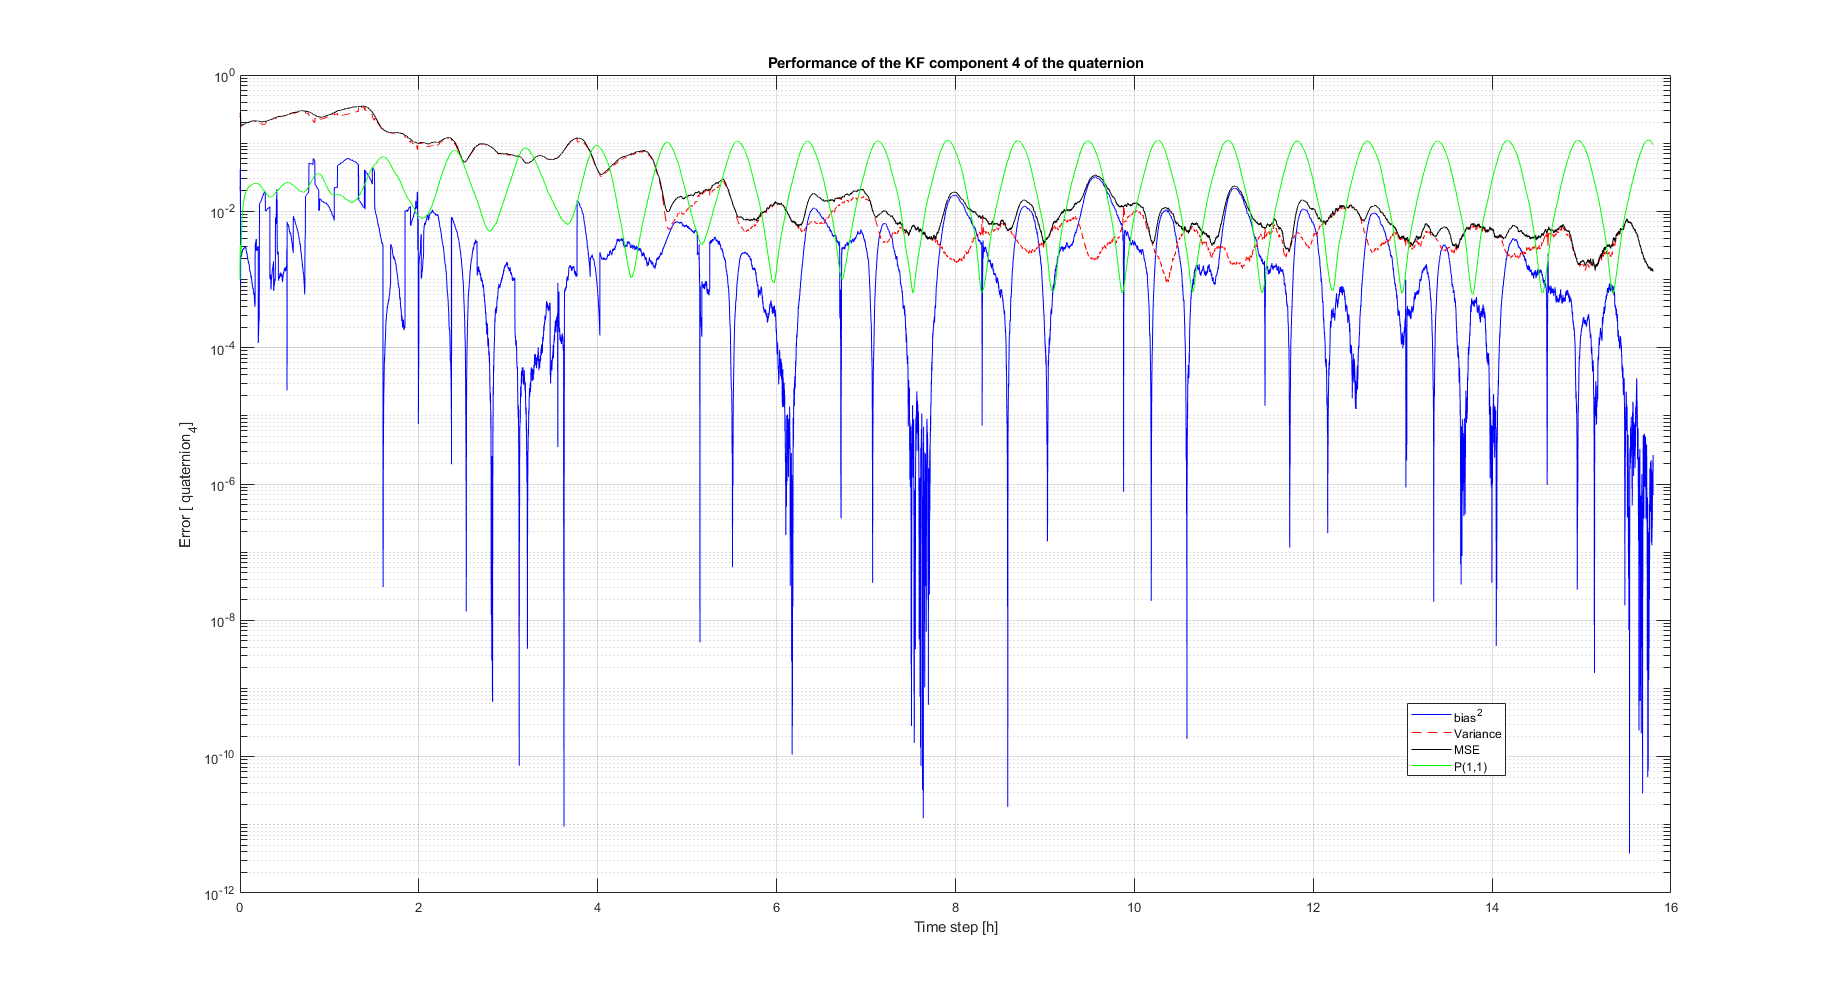 Performance of the KF component 4 of the quaternion
10^0
10^-2
10^-4
10^-6
10^-8
10^-10
10^-12
Error [ quaternion_4]
0 2 4 6 8 10 12 14 16
Time step [h]
bias^2
Variance
MSE
P(1,1)